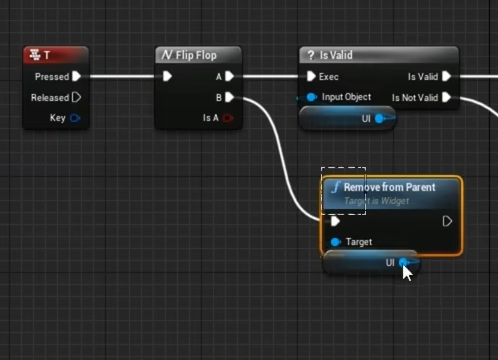 T
Pressed
Released
Key
Flip Flop
A
B
Is A
? Is Valid
Exec
Is Valid
Input Object
Is Not Valid
UI
f Remove from Parent
Target is Widget
Target
UI